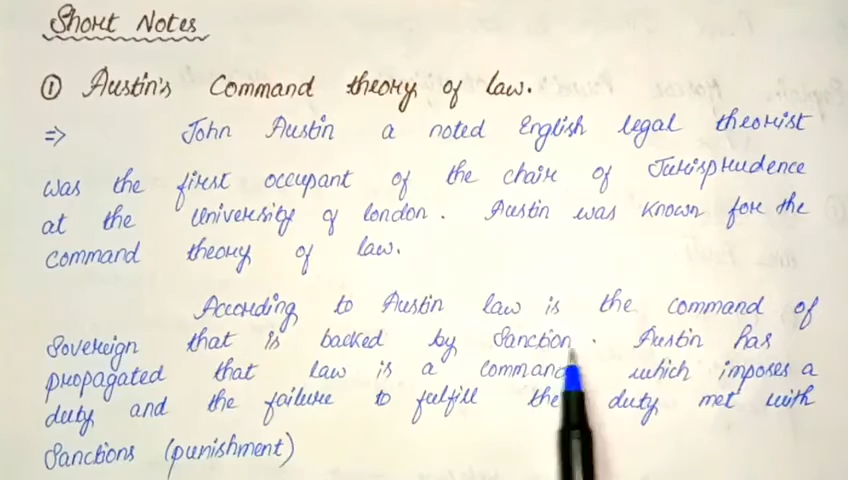 Short Notes
① Austin's Command theory of law.
⇒ John Austin a noted English legal theorist
was the first occupant of the chair of Jurisprudence
at the University of london. Austin was known for the
command theory of law.
According to Austin law is the command of
Sovereign that is backed by Sanction. Austin has
propagated that law is a command which imposes a
duty and the failure to fulfill the duty met with
Sanctions (punishment)